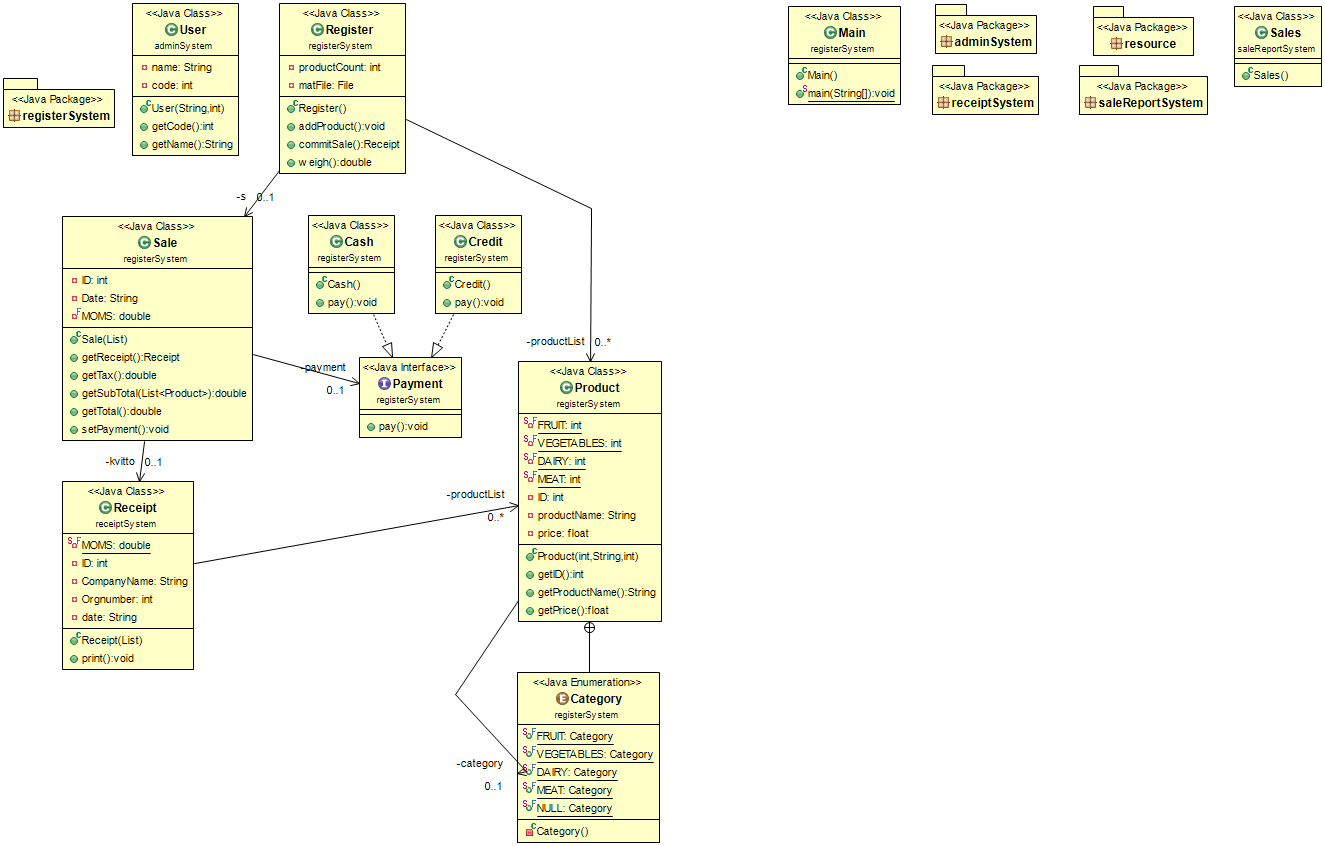 <<Java Package>>
registerSystem
<<Java Class>>
User
adminSystem
name: String
code: int
User(String,int)
getCode():int
getName():String
<<Java Class>>
Register
registerSystem
productCount: int
matFile: File
Register()
addProduct():void
commitSale():Receipt
weigh():double
-s
0..1
-productList
0..*
<<Java Class>>
Sale
registerSystem
ID: int
Date: String
MOMS: double
Sale(List)
getReceipt():Receipt
getTax():double
getSubTotal(List<Product>):double
getTotal():double
setPayment():void
<<Java Class>>
Cash
registerSystem
Cash()
pay():void
<<Java Class>>
Credit
registerSystem
Credit()
pay():void
-payment
0..1
<<Java Interface>>
Payment
registerSystem
pay():void
-kvitto
0..1
<<Java Class>>
Receipt
receiptSystem
MOMS: double
ID: int
CompanyName: String
Orgnumber: int
date: String
Receipt(List)
print():void
-productList
0..*
<<Java Class>>
Product
registerSystem
FRUIT: int
VEGETABLES: int
DAIRY: int
MEAT: int
ID: int
productName: String
price: float
Product(int,String,int)
getID():int
getProductName():String
getPrice():float
-category
0..1
<<Java Enumeration>>
Category
registerSystem
FRUIT: Category
VEGETABLES: Category
DAIRY: Category
MEAT: Category
NULL: Category
Category()
<<Java Class>>
Main
registerSystem
Main()
main(String[]):void
<<Java Package>>
adminSystem
<<Java Package>>
receiptSystem
<<Java Package>>
resource
<<Java Package>>
saleReportSystem
<<Java Class>>
Sales
saleReportSystem
Sales()